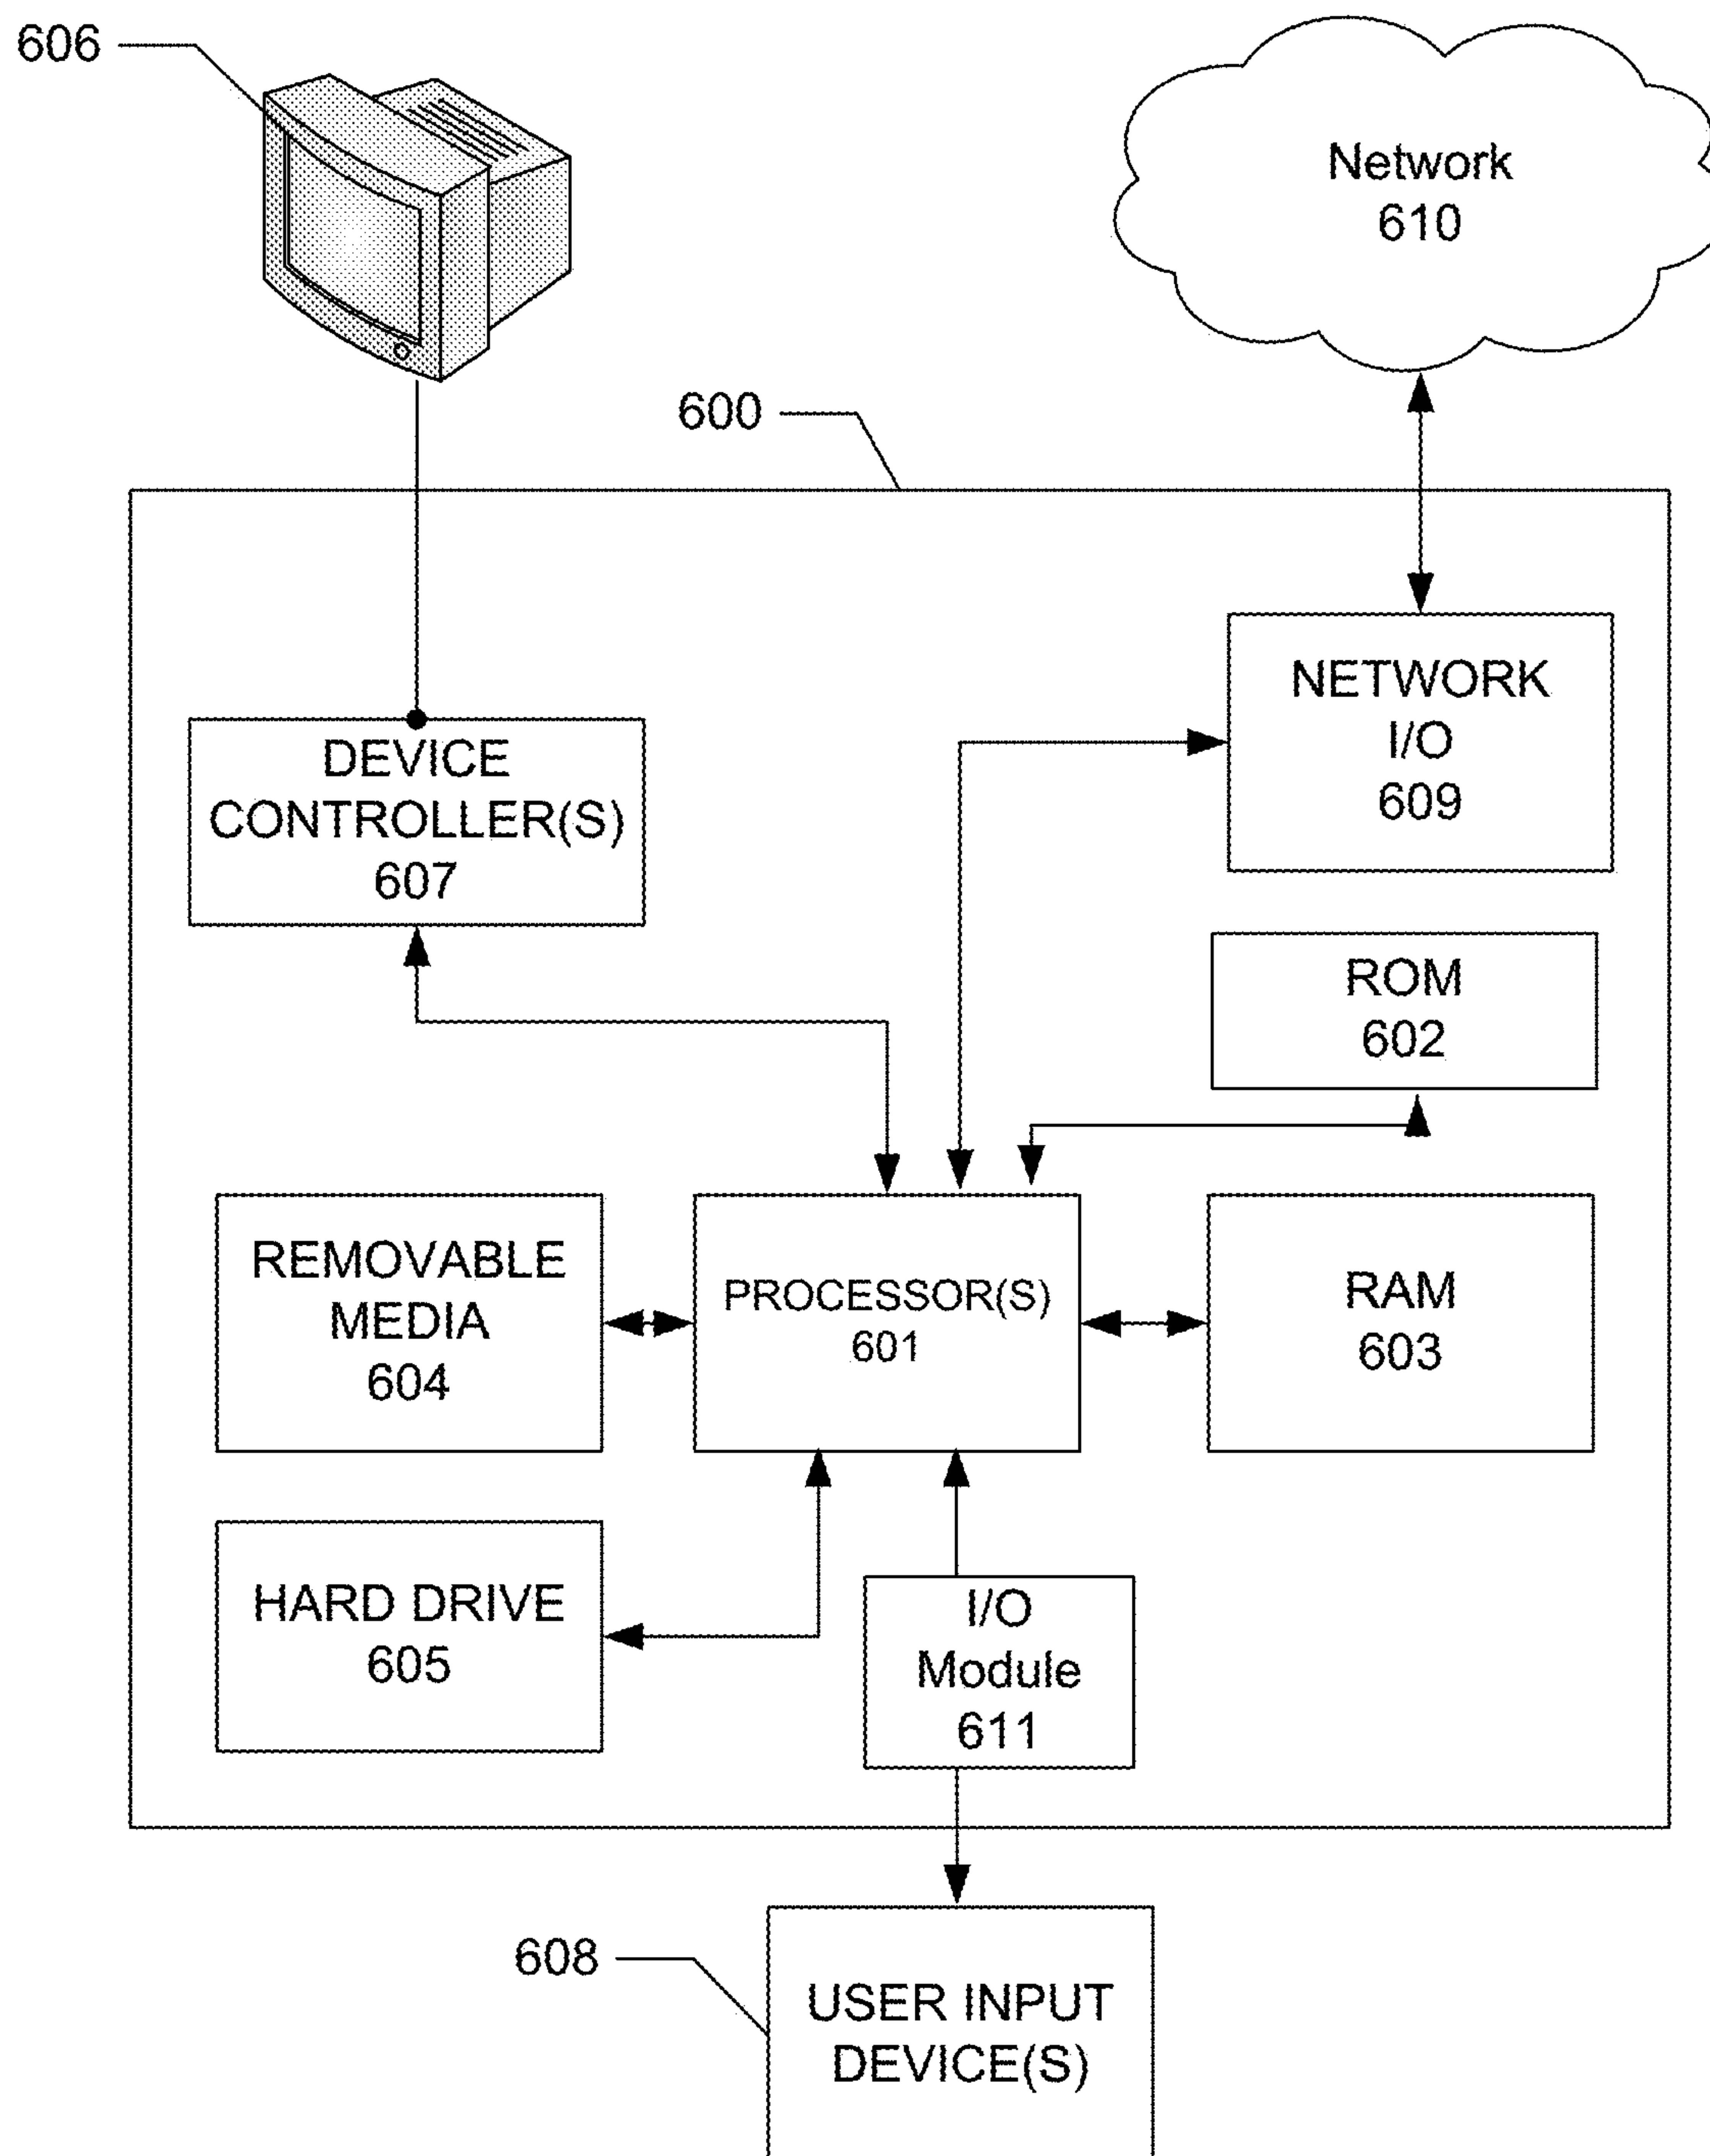 606
Network
610
600
NETWORK
I/O
609
DEVICE
CONTROLLER(S)
607
ROM
602
REMOVABLE
MEDIA
604
PROCESSOR(S)
601
RAM
603
HARD DRIVE
605
I/O
Module
611
608
USER INPUT
DEVICE(S)